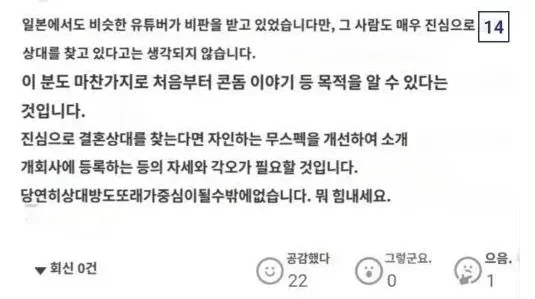 일본에서도 비슷한 유튜버가 비판을 받고 있었습니다만, 그 사람도 매우 진심으로 14
상대를 찾고 있다고는 생각되지 않습니다.
이 분도 마찬가지로 처음부터 콘돔 이야기 등 목적을 알 수 있다는
것입니다.
진심으로 결혼상대를 찾는다면 자인하는 무스펙을 개선하여 소개
개회사에 등록하는 등의 자세와 각오가 필요할 것입니다.
당연히상대방도또래가중심이될수밖에없습니다. 뭐 힘내세요.
▼ 회신 0건
공감했다 22
그렇군요. 0
으음. 1